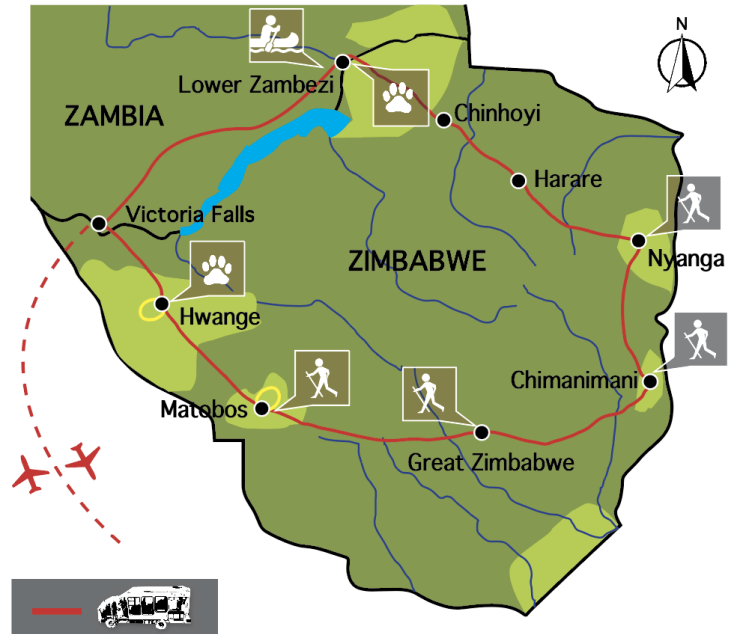 N
Lower Zambezi
ZAMBIA
Chinhoyi
Harare
Victoria Falls
Nyanga
ZIMBABWE
Hwange
Chimanimani
Matobos
Great Zimbabwe